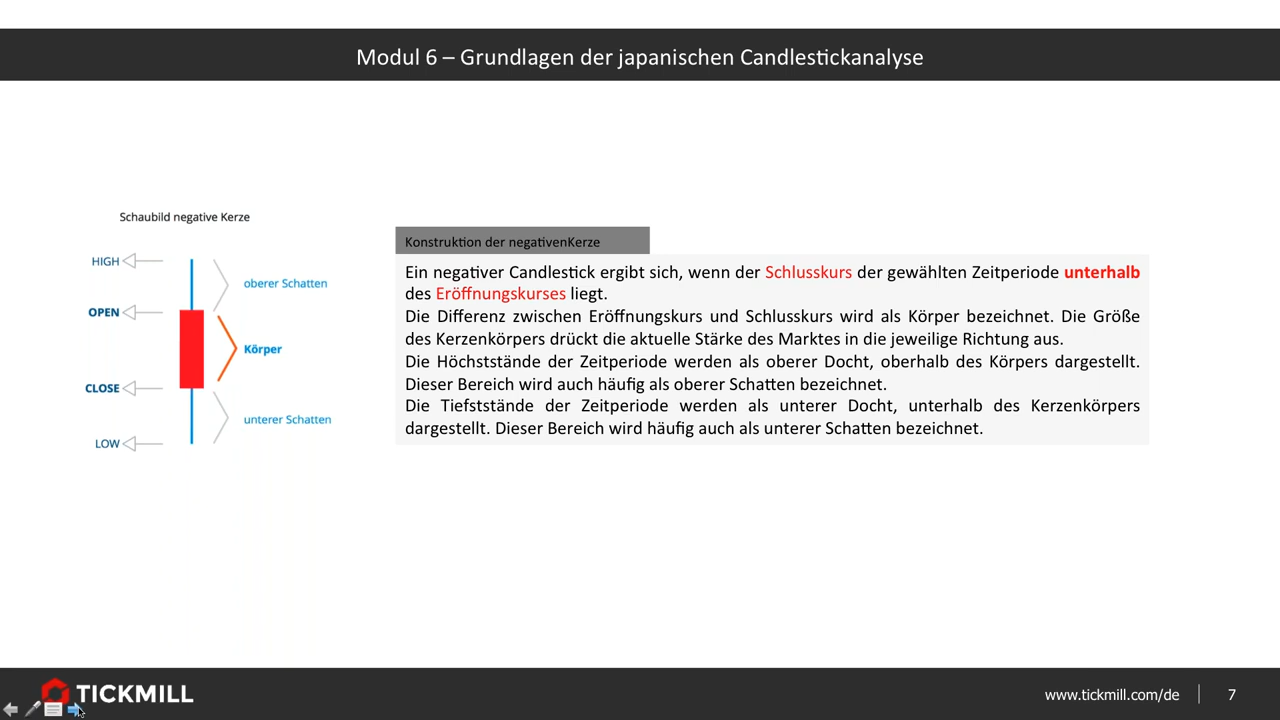 Modul 6 – Grundlagen der japanischen Candlestickanalyse
Schaubild negative Kerze
HIGH
oberer Schatten
OPEN
Körper
CLOSE
unterer Schatten
LOW
Konstruktion der negativenKerze
Ein negativer Candlestick ergibt sich, wenn der Schlusskurs der gewählten Zeitperiode unterhalb
des Eröffnungskurses liegt.
Die Differenz zwischen Eröffnungskurs und Schlusskurs wird als Körper bezeichnet. Die Größe
des Kerzenkörpers drückt die aktuelle Stärke des Marktes in die jeweilige Richtung aus.
Die Höchststände der Zeitperiode werden als oberer Docht, oberhalb des Körpers dargestellt.
Dieser Bereich wird auch häufig als oberer Schatten bezeichnet.
Die Tiefststände der Zeitperiode werden als unterer Docht, unterhalb des Kerzenkörpers
dargestellt. Dieser Bereich wird häufig auch als unterer Schatten bezeichnet.
TICKMILL
www.tickmill.com/de
7